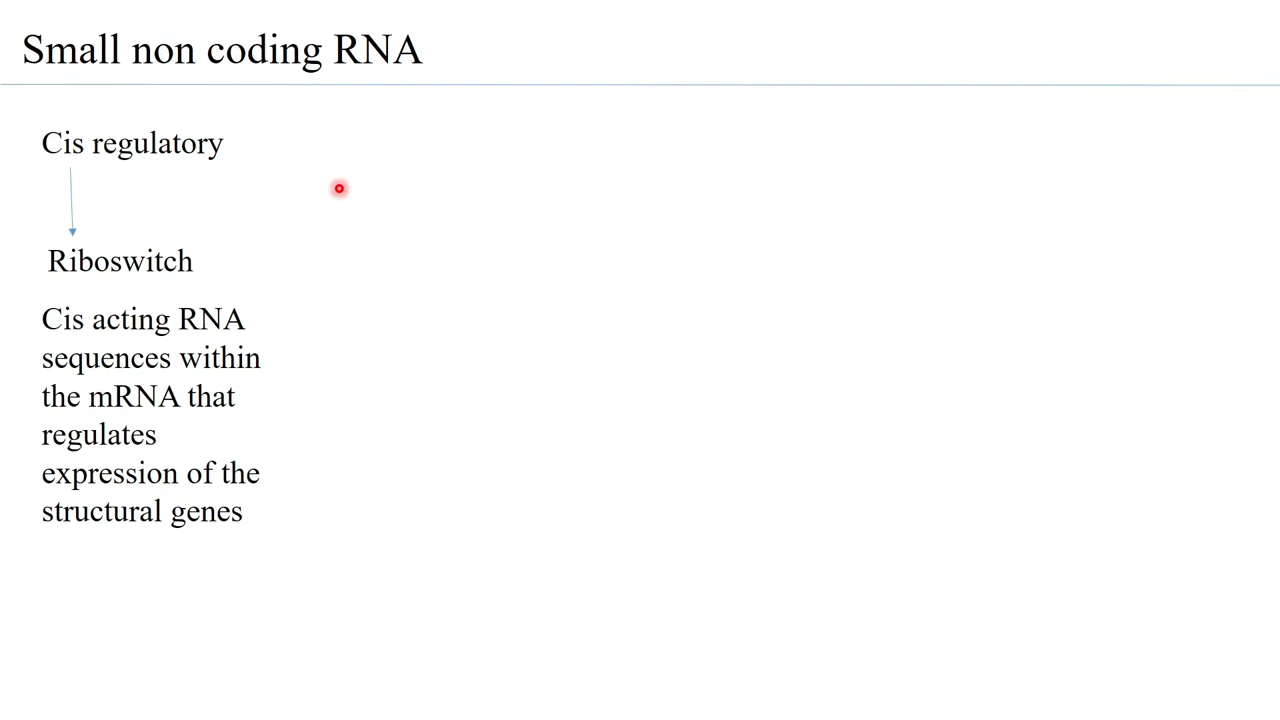 Small non coding RNA
Cis regulatory
Riboswitch
Cis acting RNA
sequences within
the mRNA that
regulates
expression of the
structural genes